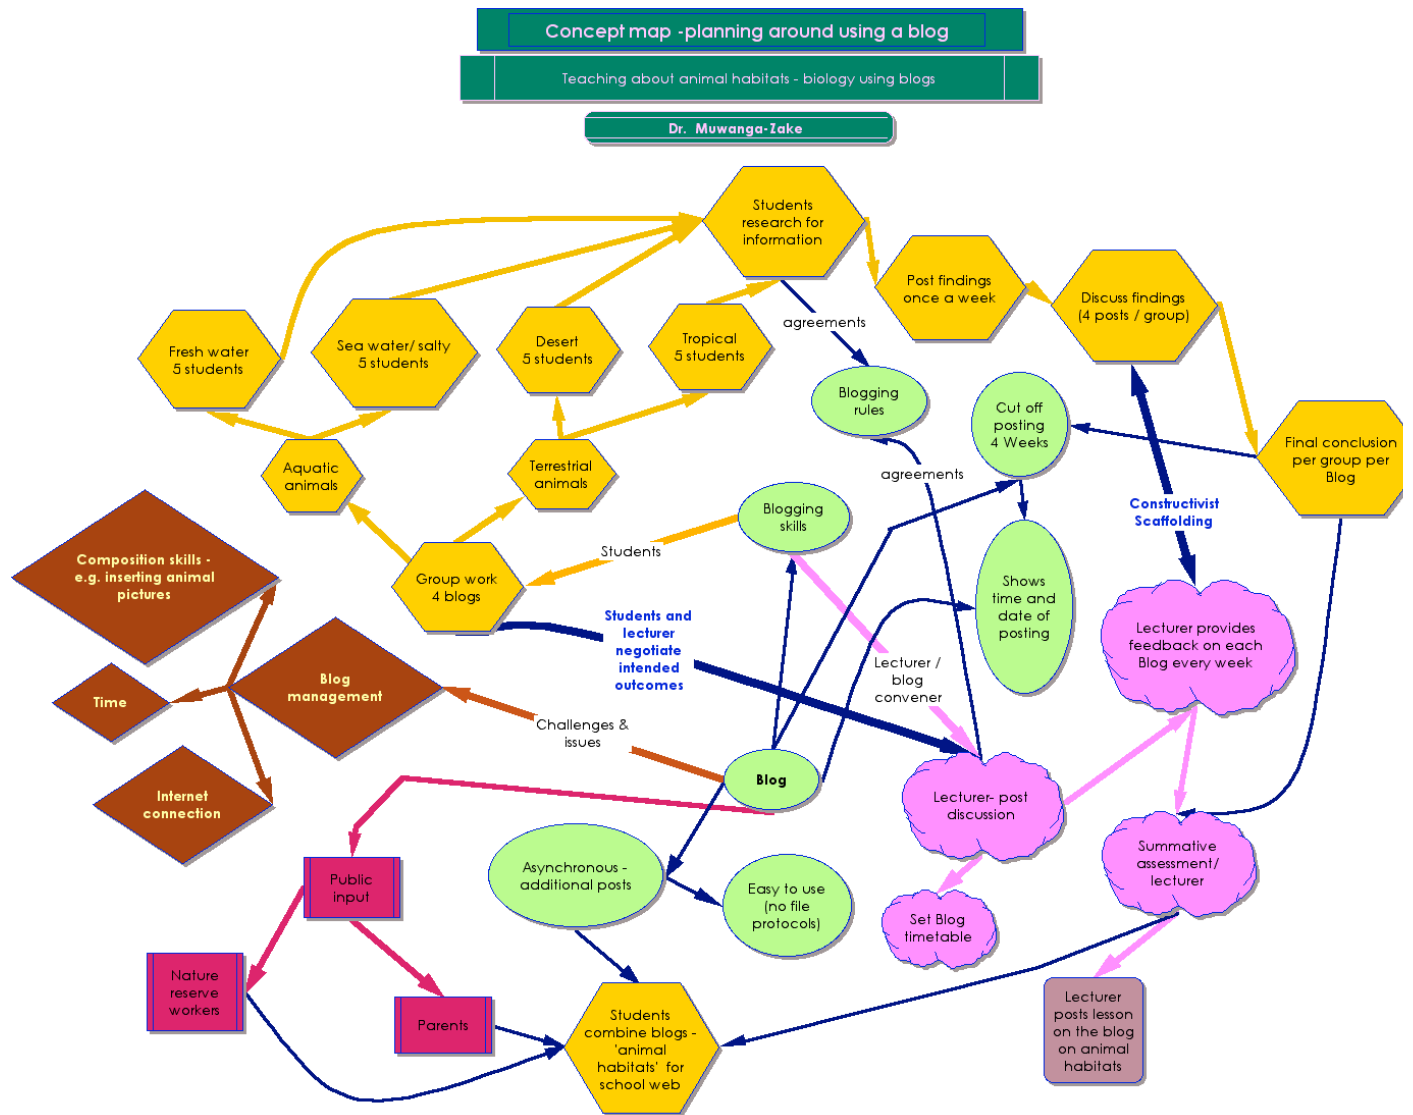 Concept map -planning around using a blog
Teaching about animal habitats - biology using blogs
Dr. Muwanga-Zake
Students
research for
information
Post findings
once a week
Discuss findings
(4 posts / group)
agreements
Fresh water
5 students
Sea water/ salty
5 students
Desert
5 students
Tropical
5 students
Blogging
rules
Cut off
posting
4 Weeks
Final conclusion
per group per
Blog
Aquatic
animals
Terrestrial
animals
agreements
Constructivist
Scaffolding
Blogging
skills
Students
Composition skills -
e.g. inserting animal
pictures
Group work
4 blogs
Shows
time and
date of
posting
Students and
lecturer
negotiate
intended
outcomes
Lecturer provides
feedback on each
Blog every week
Lecturer /
blog
convener
Time
Blog
management
Challenges &
issues
Blog
Internet
connection
Lecturer- post
discussion
Summative
assessment/
lecturer
Public
input
Asynchronous -
additional posts
Easy to use
(no file
protocols)
Set Blog
timetable
Nature
reserve
workers
Parents
Students
combine blogs -
'animal
habitats' for
school web
Lecturer
posts lesson
on the blog
on animal
habitats